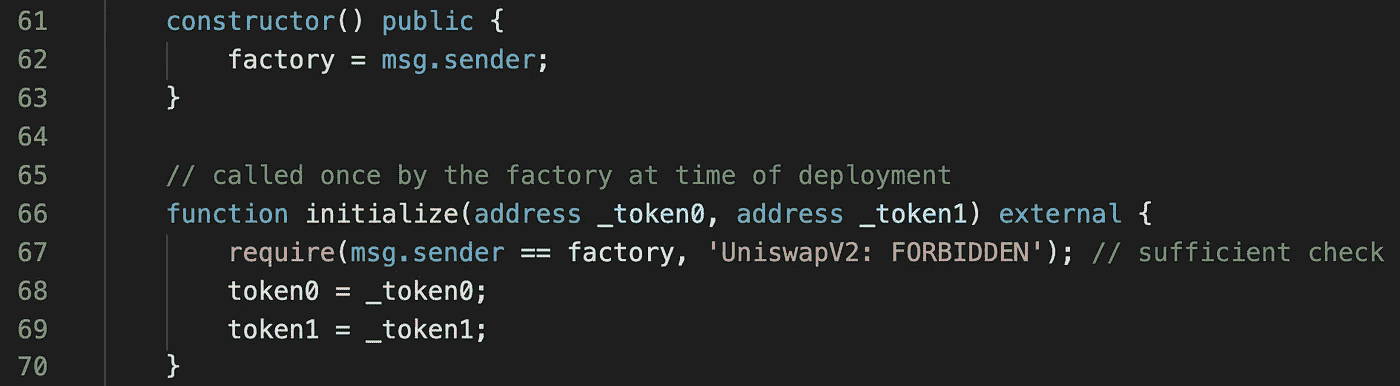 61 constructor() public {
62 factory = msg.sender;
63 }
64
65 // called once by the factory at time of deployment
66 function initialize(address _token0, address _token1) external {
67 require(msg.sender == factory, 'UniswapV2: FORBIDDEN'); // sufficient check
68 token0 = _token0;
69 token1 = _token1;
70 }